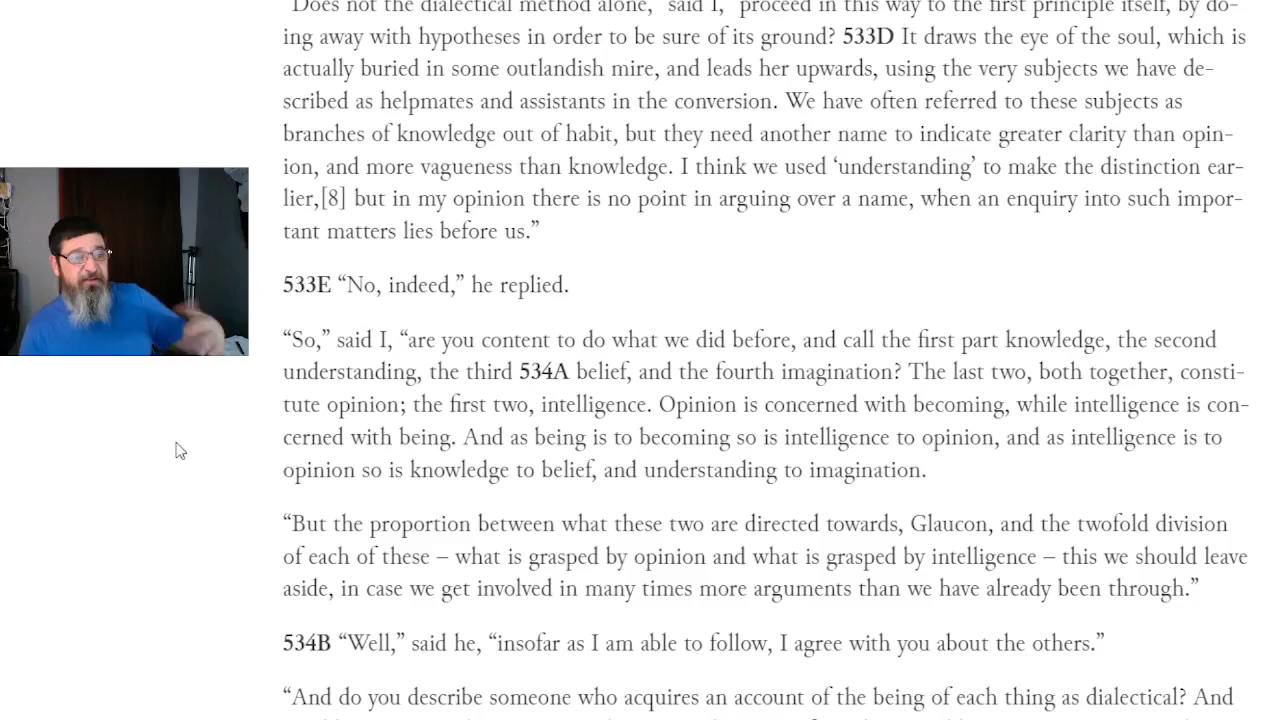 “Does not the dialectical method alone,” said I, “proceed in this way to the first principle itself, by do-
ing away with hypotheses in order to be sure of its ground? 533D It draws the eye of the soul, which is
actually buried in some outlandish mire, and leads her upwards, using the very subjects we have de-
scribed as helpmates and assistants in the conversion. We have often referred to these subjects as
branches of knowledge out of habit, but they need another name to indicate greater clarity than opin-
ion, and more vagueness than knowledge. I think we used ‘understanding’ to make the distinction ear-
lier,[8] but in my opinion there is no point in arguing over a name, when an enquiry into such impor-
tant matters lies before us.”
533E “No, indeed,” he replied.
“So,” said I, “are you content to do what we did before, and call the first part knowledge, the second
understanding, the third 534A belief, and the fourth imagination? The last two, both together, consti-
tute opinion; the first two, intelligence. Opinion is concerned with becoming, while intelligence is con-
cerned with being. And as being is to becoming so is intelligence to opinion, and as intelligence is to
opinion so is knowledge to belief, and understanding to imagination.
“But the proportion between what these two are directed towards, Glaucon, and the twofold division
of each of these – what is grasped by opinion and what is grasped by intelligence – this we should leave
aside, in case we get involved in many times more arguments than we have already been through.”
534B “Well,” said he, “insofar as I am able to follow, I agree with you about the others.”
“And do you describe someone who acquires an account of the being of each thing as dialectical? And